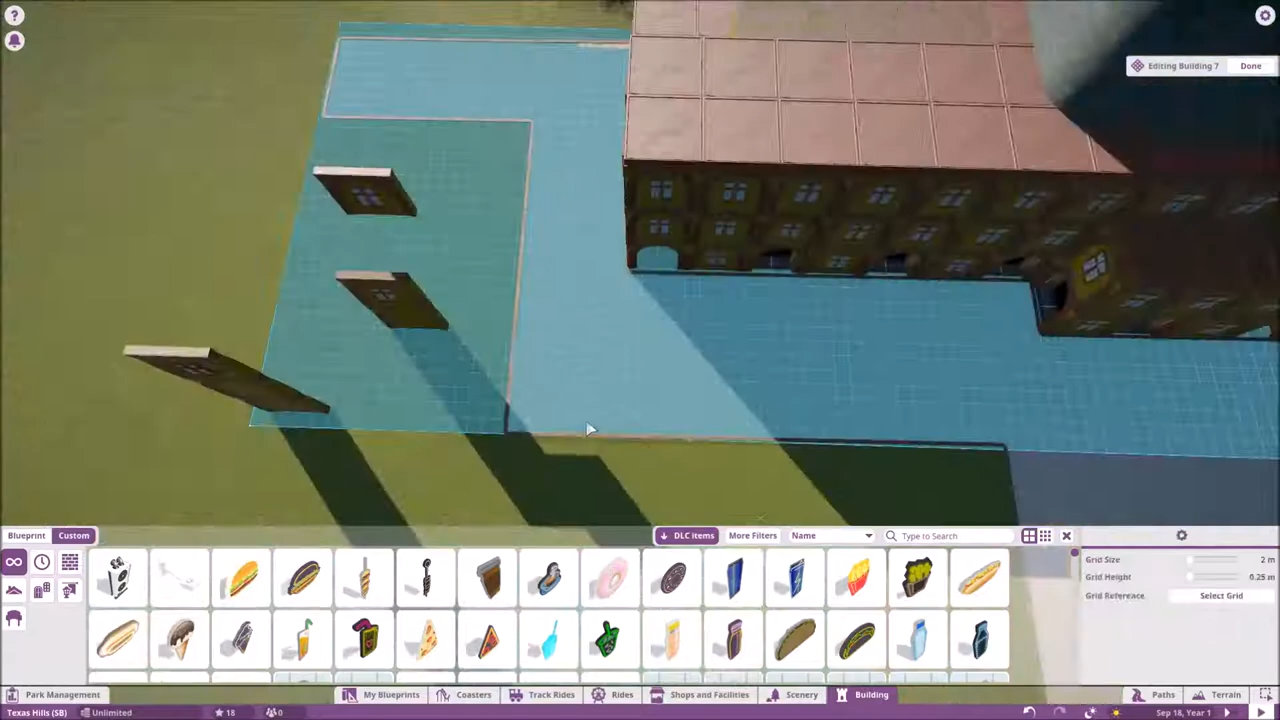 ?
Editing Building 7 Done
Blueprint Custom
DLC Items More Filters Name Type to Search
Grid Size 2 m
Grid Height 0.25 m
Grid Reference Select Grid
Park Management My Blueprints Coasters Track Rides Rides Shops and Facilities Scenery Building Paths Terrain
Texas Hills (SB) Unlimited 18 0 Sep 18, Year 1